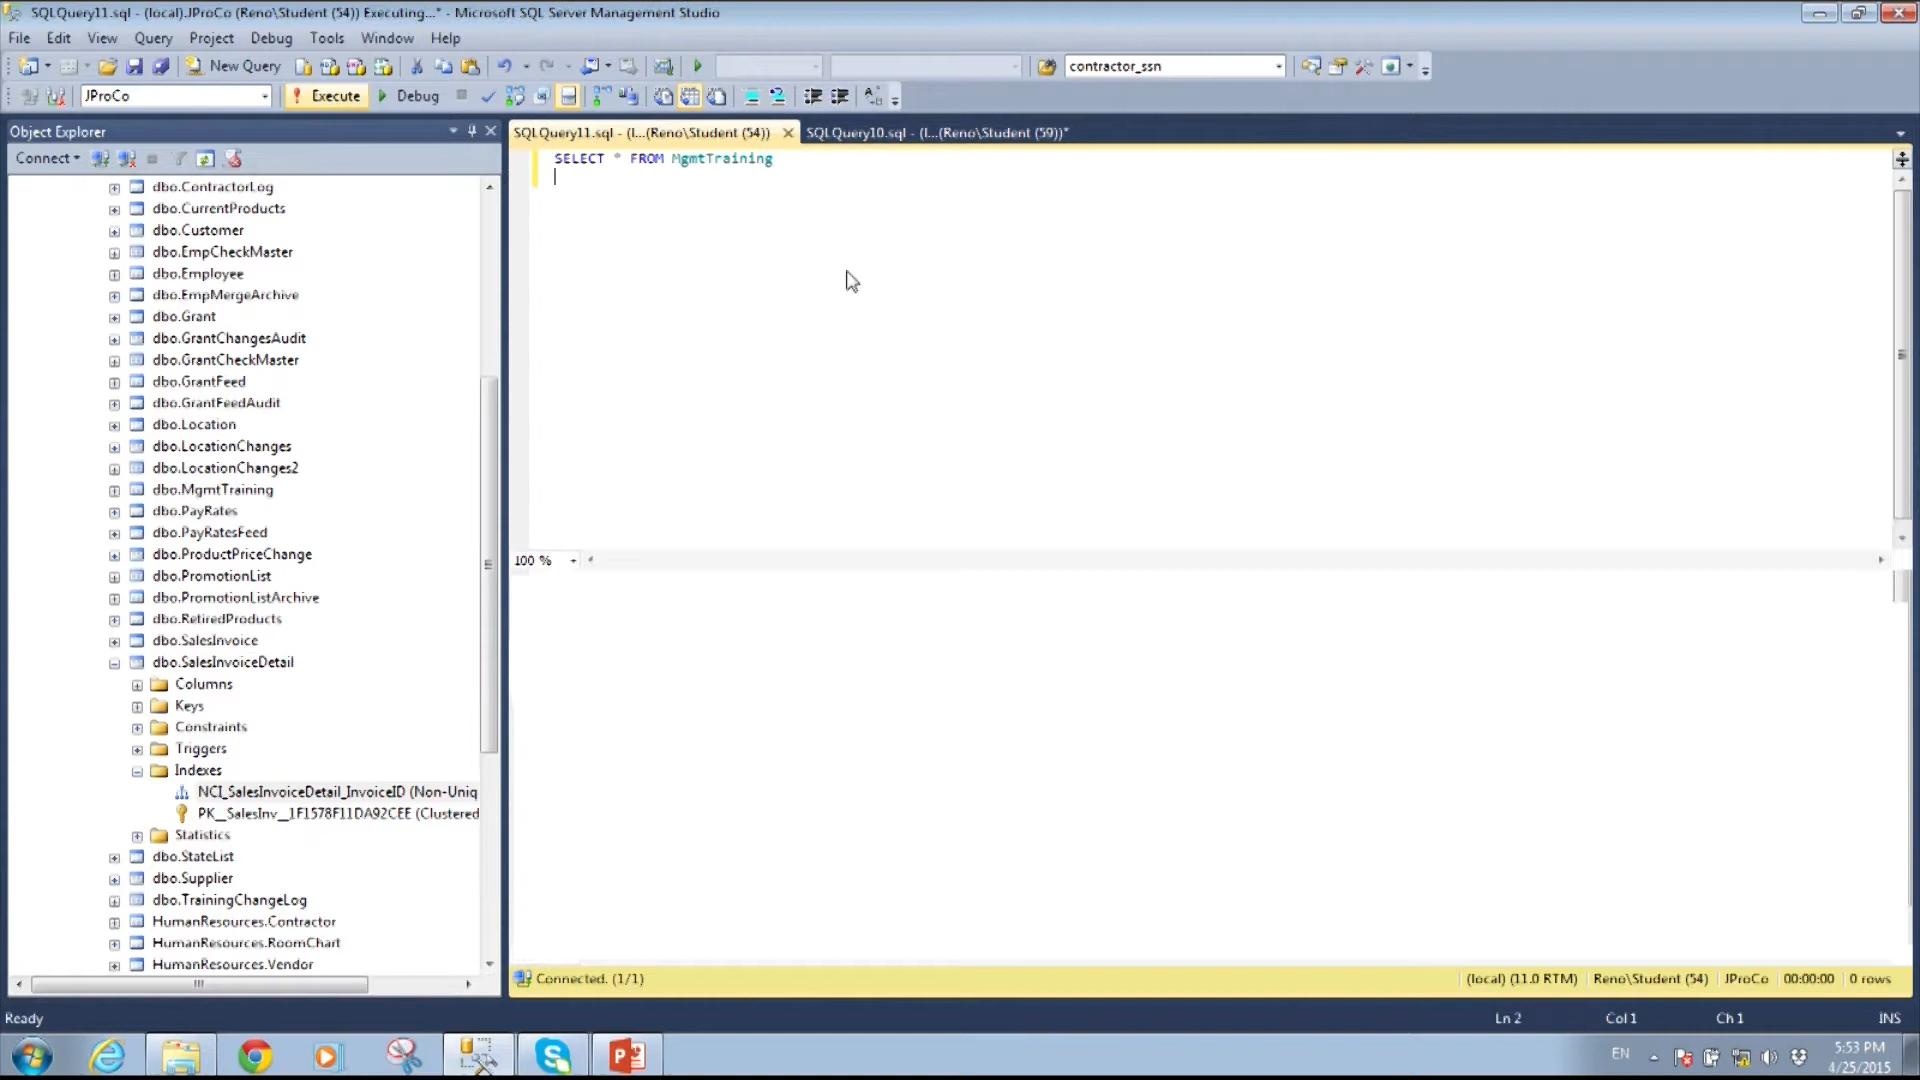 SQLQuery11.sql - (local).JProCo (Reno\Student (54)) Executing...* - Microsoft SQL Server Management Studio
File Edit View Query Project Debug Tools Window Help
New Query contractor_ssn
JProCo Execute Debug
Object Explorer
SQLQuery11.sql - (l...(Reno\Student (54)) SQLQuery10.sql - (l...(Reno\Student (59))*
Connect
SELECT * FROM MgmtTraining
dbo.ContractorLog
dbo.CurrentProducts
dbo.Customer
dbo.EmpCheckMaster
dbo.Employee
dbo.EmpMergeArchive
dbo.Grant
dbo.GrantChangesAudit
dbo.GrantCheckMaster
dbo.GrantFeed
dbo.GrantFeedAudit
dbo.Location
dbo.LocationChanges
dbo.LocationChanges2
dbo.MgmtTraining
dbo.PayRates
dbo.PayRatesFeed
dbo.ProductPriceChange
dbo.PromotionList
dbo.PromotionListArchive
dbo.RetiredProducts
dbo.SalesInvoice
dbo.SalesInvoiceDetail
Columns
Keys
Constraints
Triggers
Indexes
NCI_SalesInvoiceDetail_InvoiceID (Non-Uniq
PK__SalesInv__1F1578F11DA92CEE (Clustered
Statistics
dbo.StateList
dbo.Supplier
dbo.TrainingChangeLog
HumanResources.Contractor
HumanResources.RoomChart
HumanResources.Vendor
100 %
Connected. (1/1) (local) (11.0 RTM) Reno\Student (54) JProCo 00:00:00 0 rows
Ready Ln 2 Col 1 Ch 1 INS
EN
5:53 PM
4/25/2015